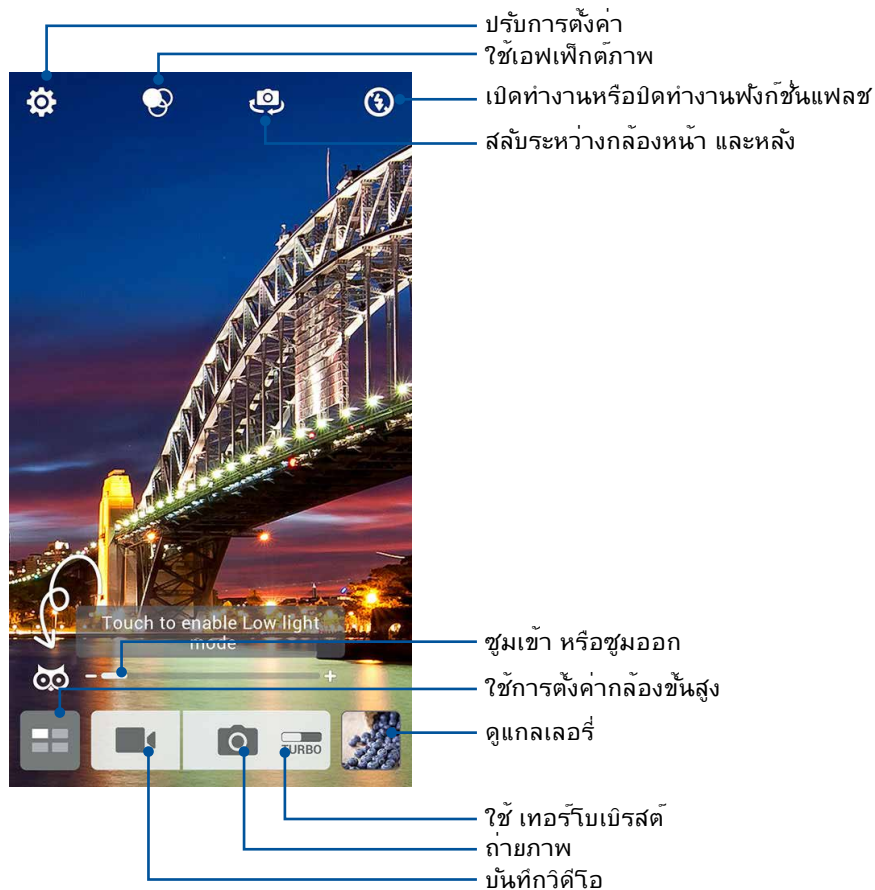 ปรับการตั้งค่า
ใช้เอฟเฟ็กต์ภาพ
เปิดทำงานหรือปิดทำงานฟังก์ชั่นแฟลช
สลับระหว่างกล้องหน้า และหลัง
Touch to enable Low light
mode
ซูมเข้า หรือซูมออก
ใช้การตั้งค่ากล้องขั้นสูง
ดูแกลเลอรี่
TURBO
ใช้ เทอร์โบเบิรสต์
ถ่ายภาพ
บันทึกวิดีโอ